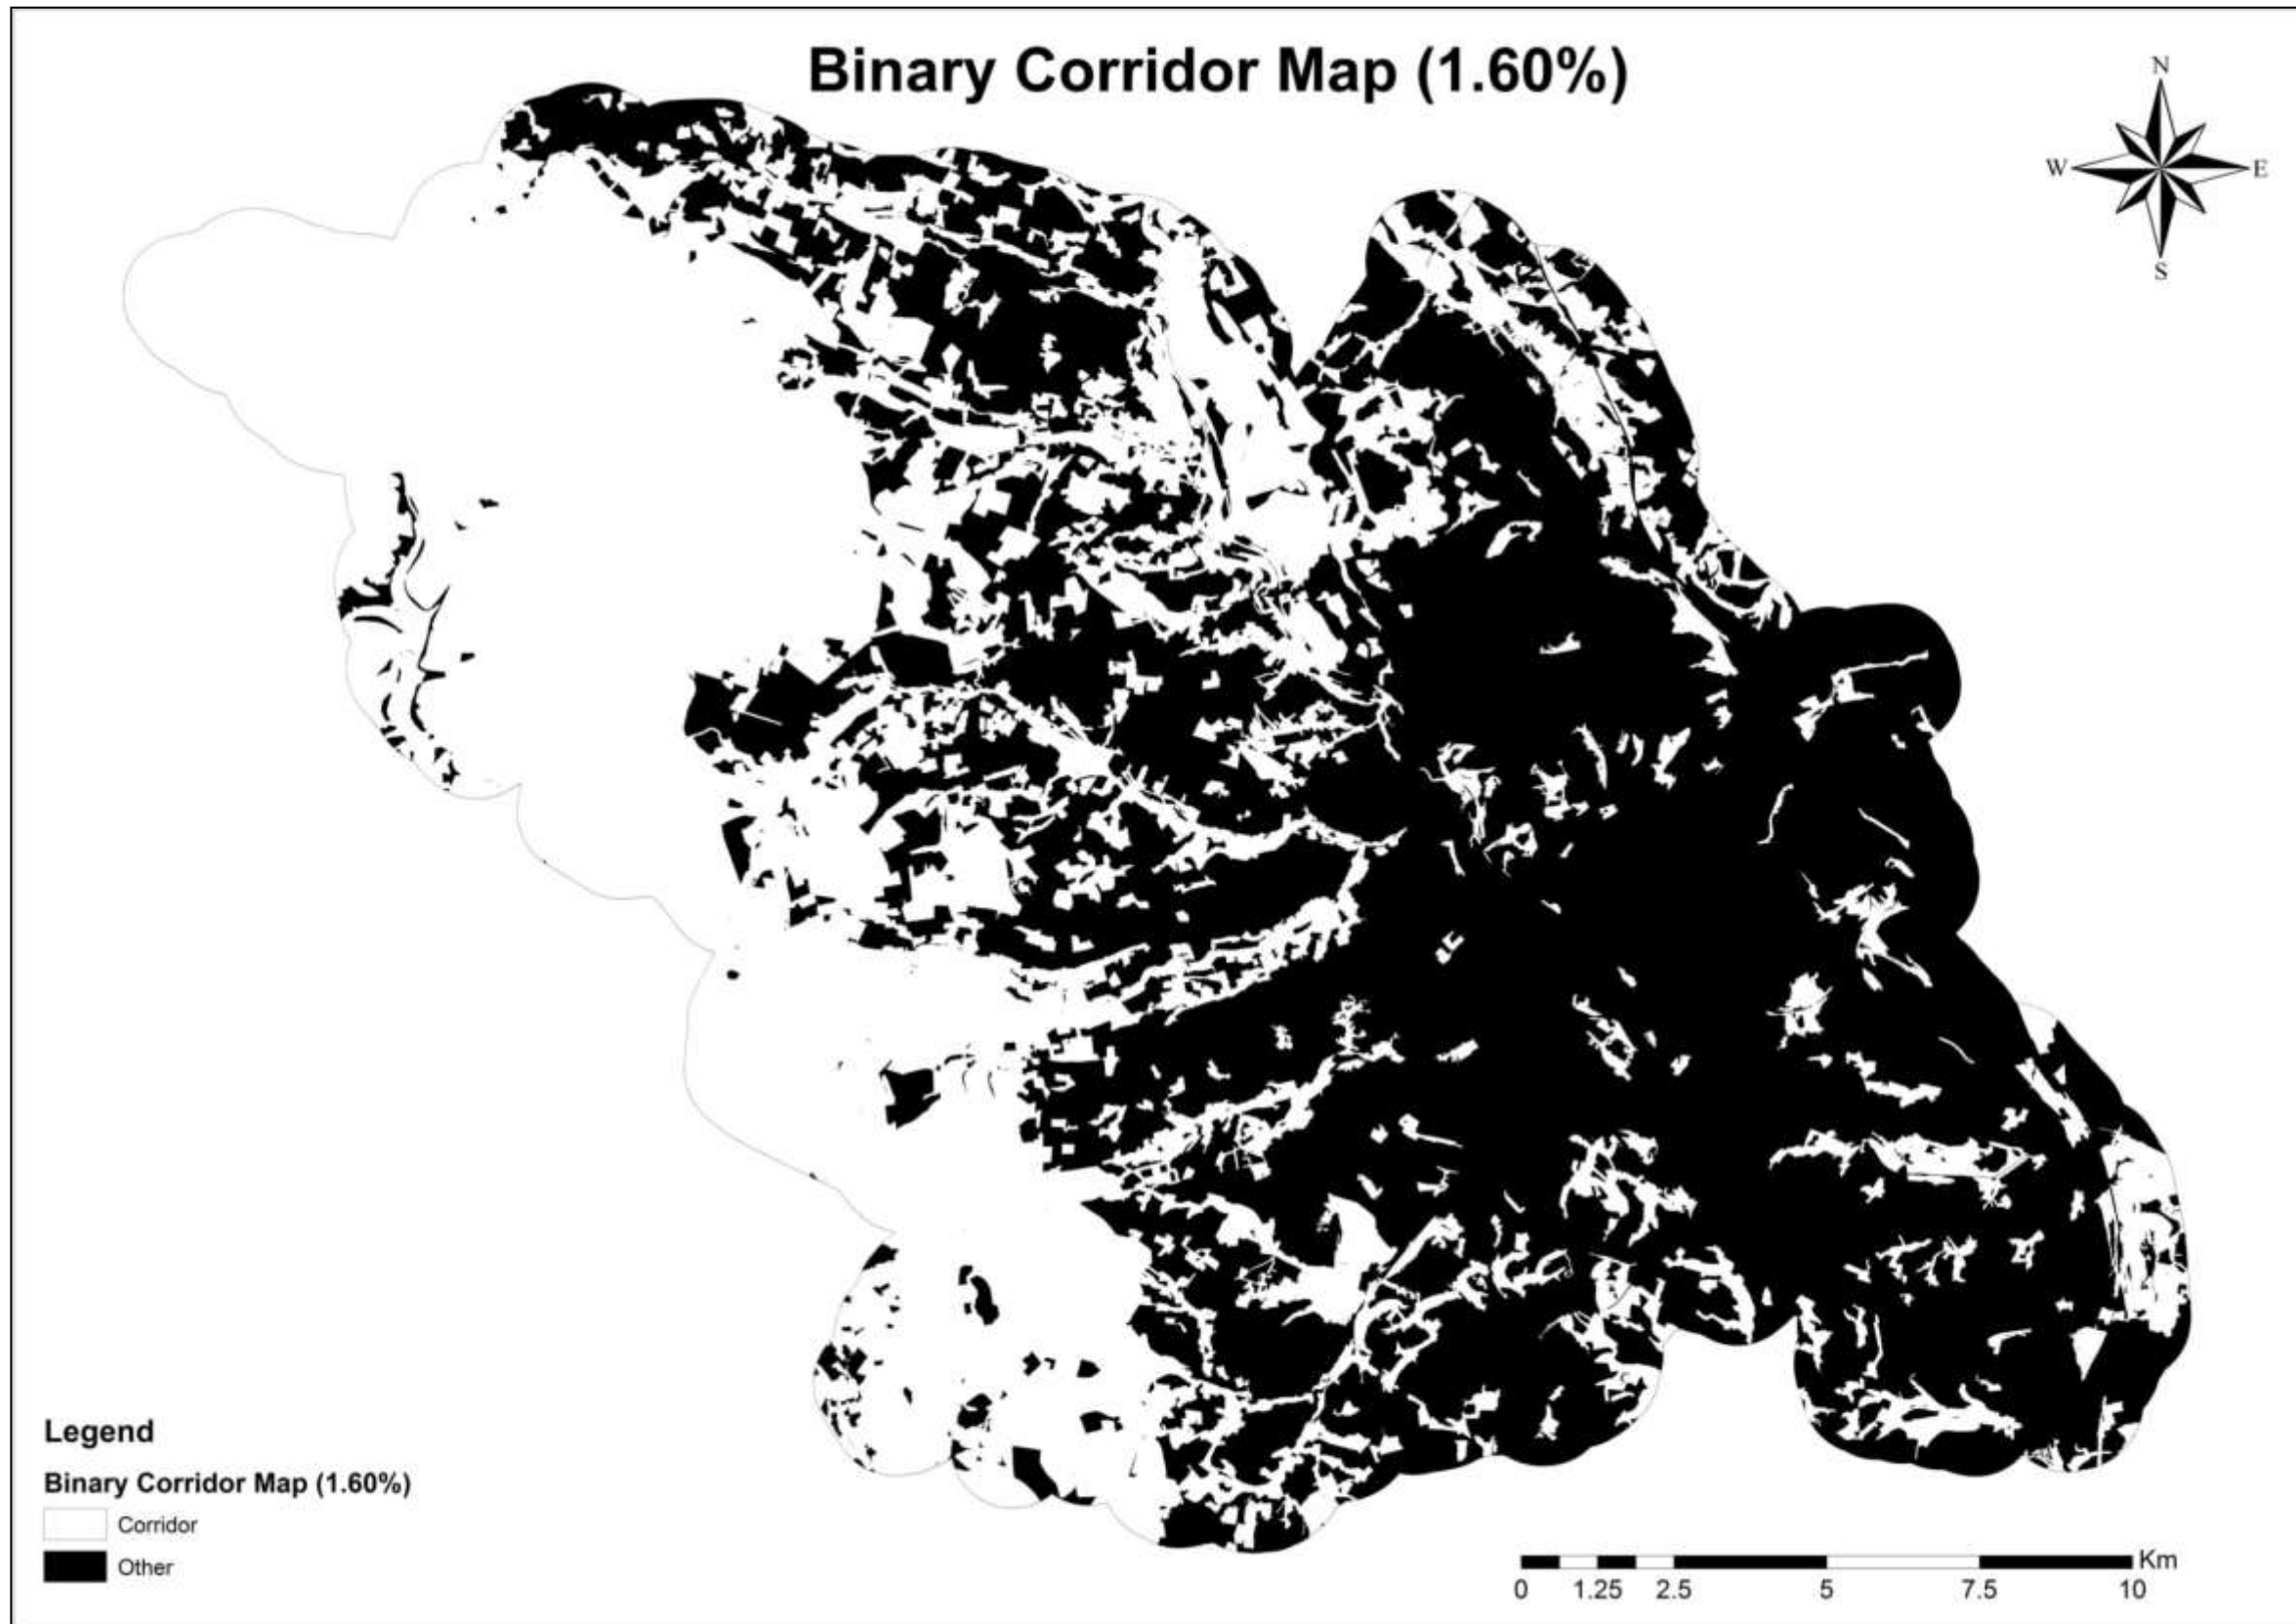 Binary Corridor Map (1.60%)
N
W E
S
Legend
Binary Corridor Map (1.60%)
Corridor
Other
Km
0 1.25 2.5 5 7.5 10